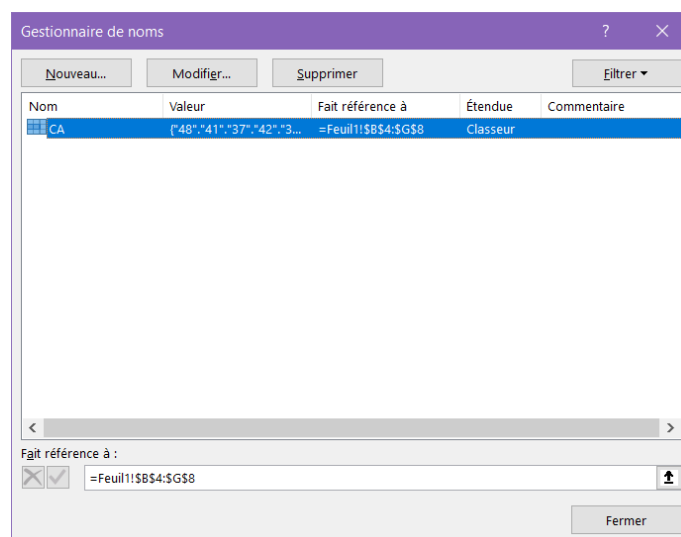 Gestionnaire de noms ?
Nouveau... Modifier... Supprimer Filtrer
Nom Valeur Fait référence à Étendue Commentaire
CA {"48"."41"."37"."42"."3... =Feuil1!$B$4:$G$8 Classeur
Fait référence à :
=Feuil1!$B$4:$G$8
Fermer